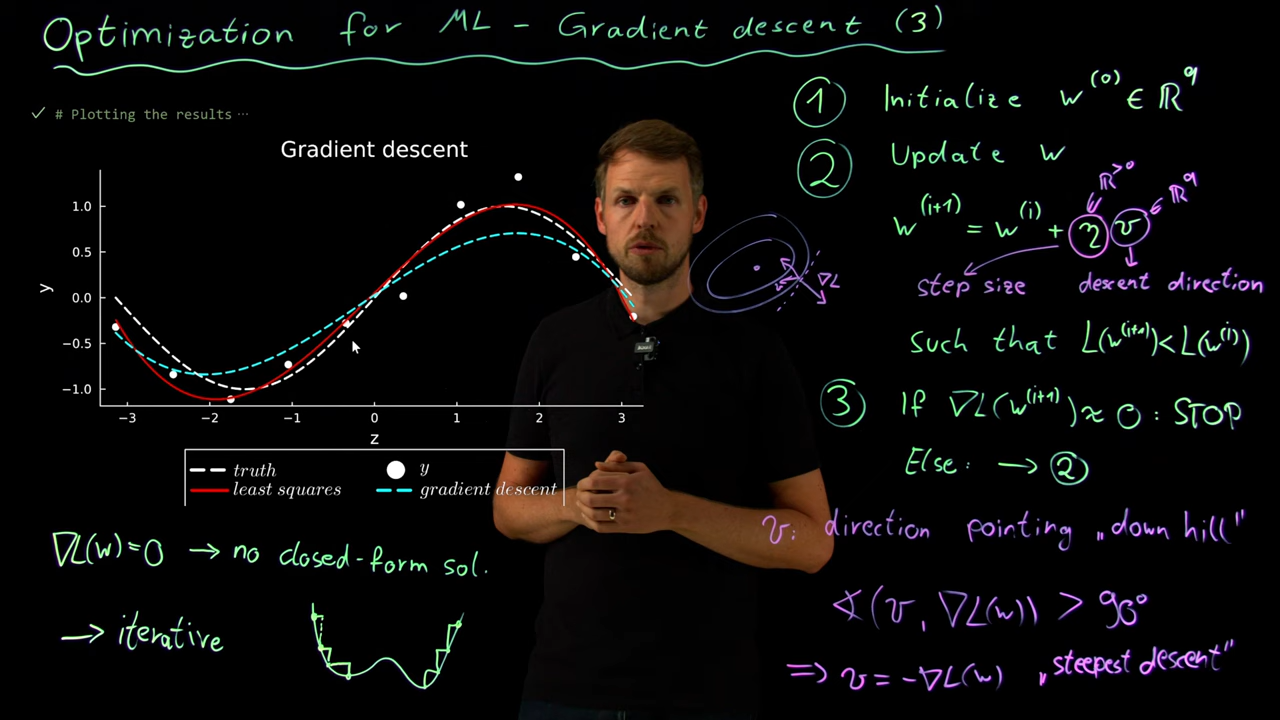 Optimization for ML - Gradient descent (3)
✓ # Plotting the results ···
Gradient descent
1.0
0.5
0.0
−0.5
−1.0
y
−3 −2 −1 0 1 2 3
z
truth y
least squares gradient descent
∇L(w)=0 → no closed-form sol.
→ iterative
∇L
1 Initialize w^(0) ∈ ℝ^q
2 Update w
ℝ^>0 ℝ^q
w^(i+1) = w^(i) + η v
step size descent direction
such that L(w^(i+1)) < L(w^(i))
3 If ∇L(w^(i+1)) ≈ 0 : STOP
Else: → 2
v: direction pointing „down hill"
∢(v, ∇L(w)) > 90°
⇒ v = -∇L(w) „steepest descent"